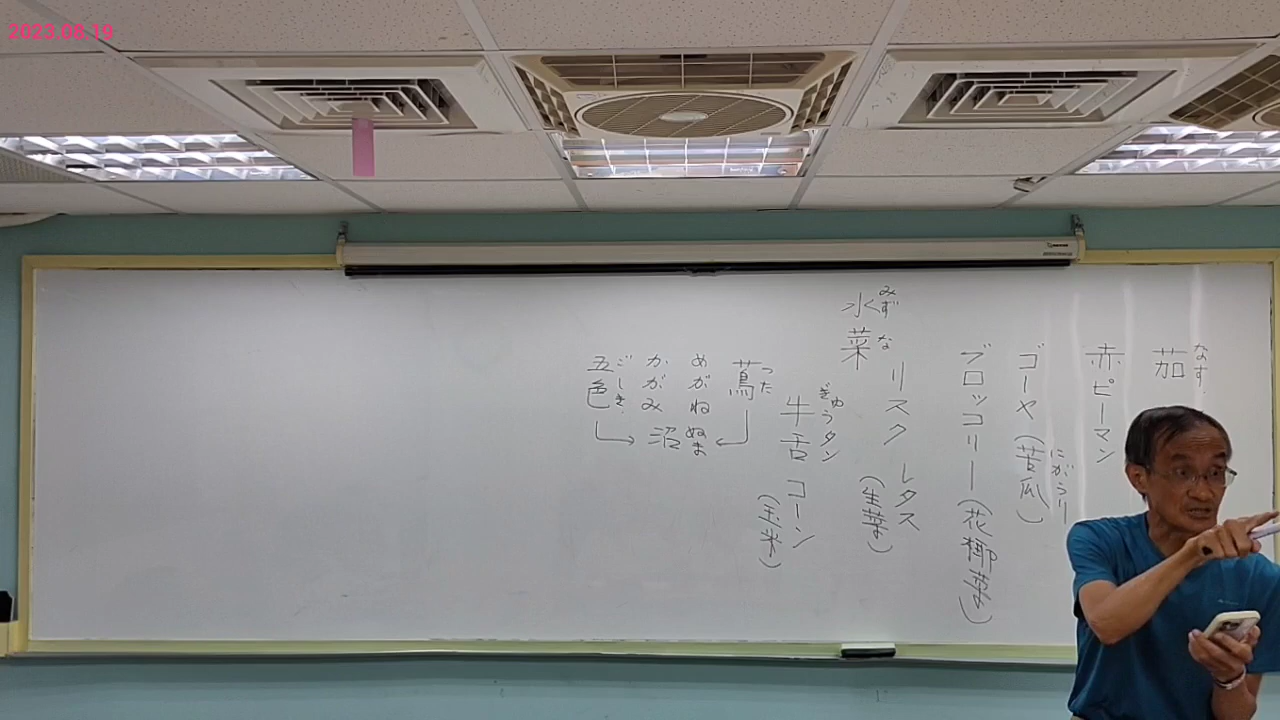 2023.08.19
茄 なす
赤ピーマン
ゴーヤ(苦瓜) にがうり
ブロッコリー(花椰菜)
リスク レタス
(生菜)
水菜 みずな
牛舌 ぎゅうタン コーン
(玉米)
蔦 つた
めがね
かがみ
沼 ぬま
五色 ごしき